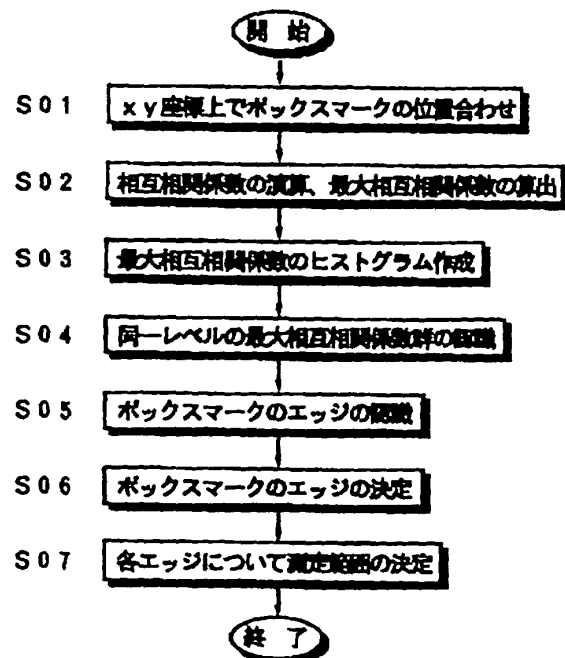 開 始
S01 xy座標上でボックスマークの位置合わせ
S02 相互相関係数の演算、最大相互相関係数の算出
S03 最大相互相関係数のヒストグラム作成
S04 同一レベルの最大相互相関係数群の認識
S05 ボックスマークのエッジの認識
S06 ボックスマークのエッジの決定
S07 各エッジについて測定範囲の決定
終 了